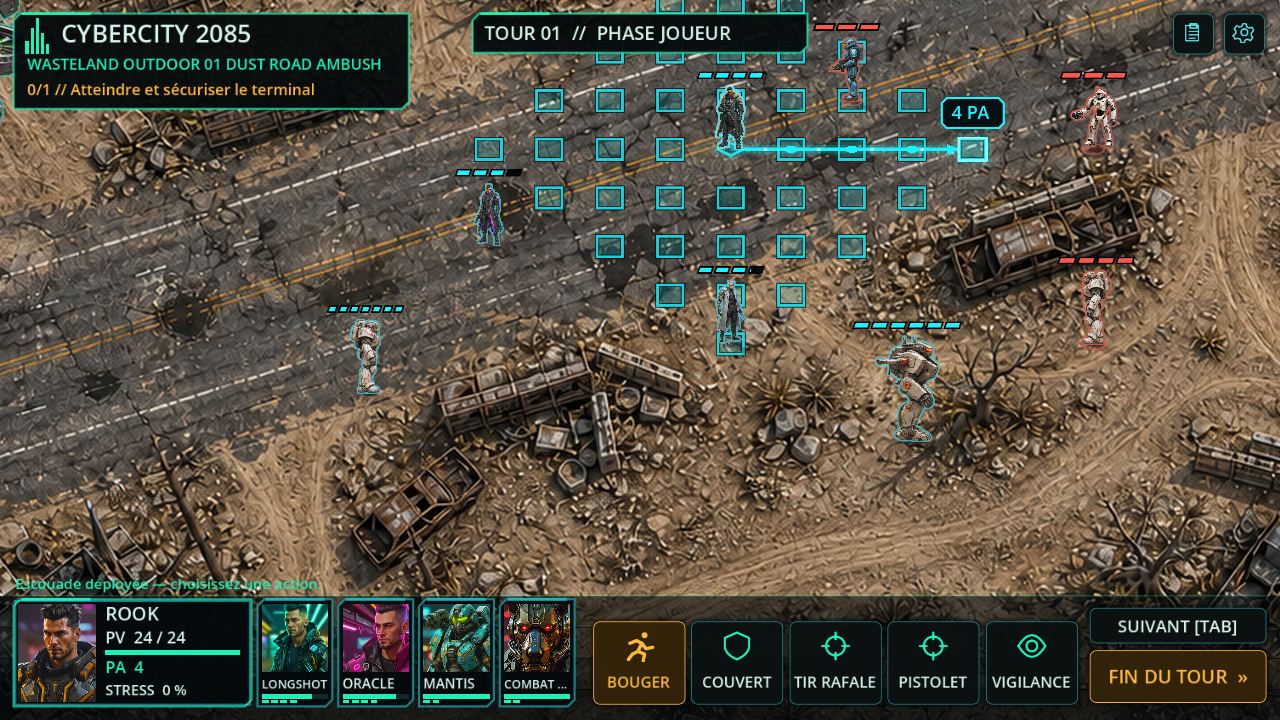 CYBERCITY 2085
WASTELAND OUTDOOR 01 DUST ROAD AMBUSH
0/1 // Atteindre et sécuriser le terminal
TOUR 01 // PHASE JOUEUR
4 PA
Escouade déployée — choisissez une action.
ROOK
PV 24 / 24
PA 4
STRESS 0 %
LONGSHOT
ORACLE
MANTIS
COMBAT ...
BOUGER
COUVERT
TIR RAFALE
PISTOLET
VIGILANCE
SUIVANT [TAB]
FIN DU TOUR »